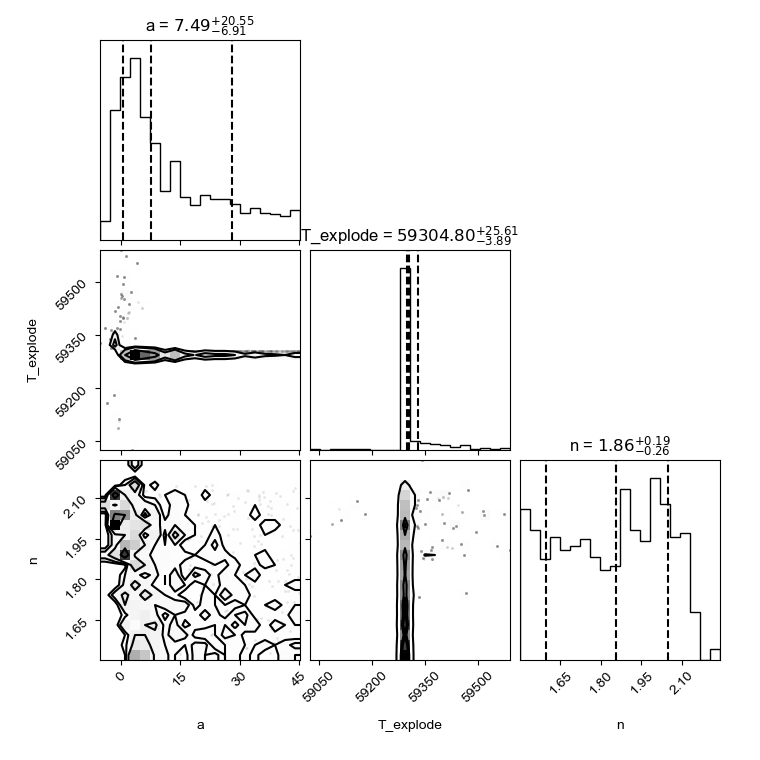 a = 7.49+20.55−6.91
T_explode = 59304.80+25.61−3.89
59500
59350
59200
59050
T_explode
n = 1.86+0.19−0.26
2.10
1.95
1.80
1.65
n
0 15 30 45
59050 59200 59350 59500
1.65 1.80 1.95 2.10
a T_explode n